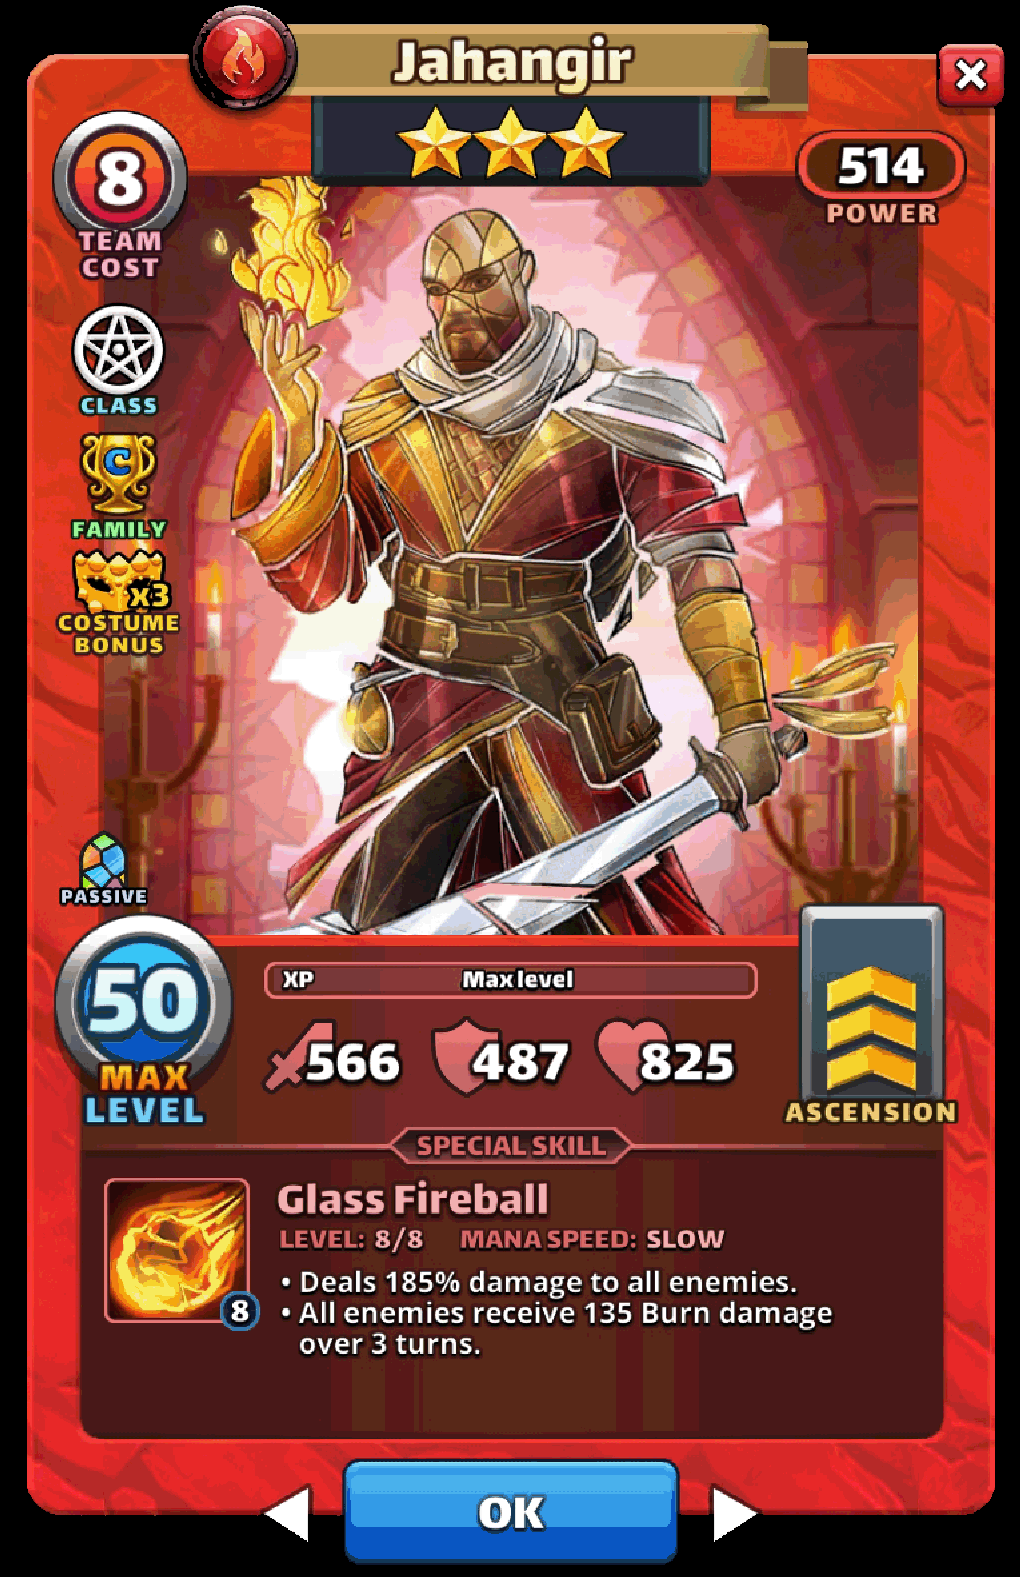 Jahangir
8
TEAM
COST
514
POWER
CLASS
C
FAMILY
x3
COSTUME
BONUS
PASSIVE
50
MAX
LEVEL
XP Max level
566 487 825
ASCENSION
SPECIAL SKILL
Glass Fireball
LEVEL: 8/8 MANA SPEED: SLOW
8
• Deals 185% damage to all enemies.
• All enemies receive 135 Burn damage
over 3 turns.
OK